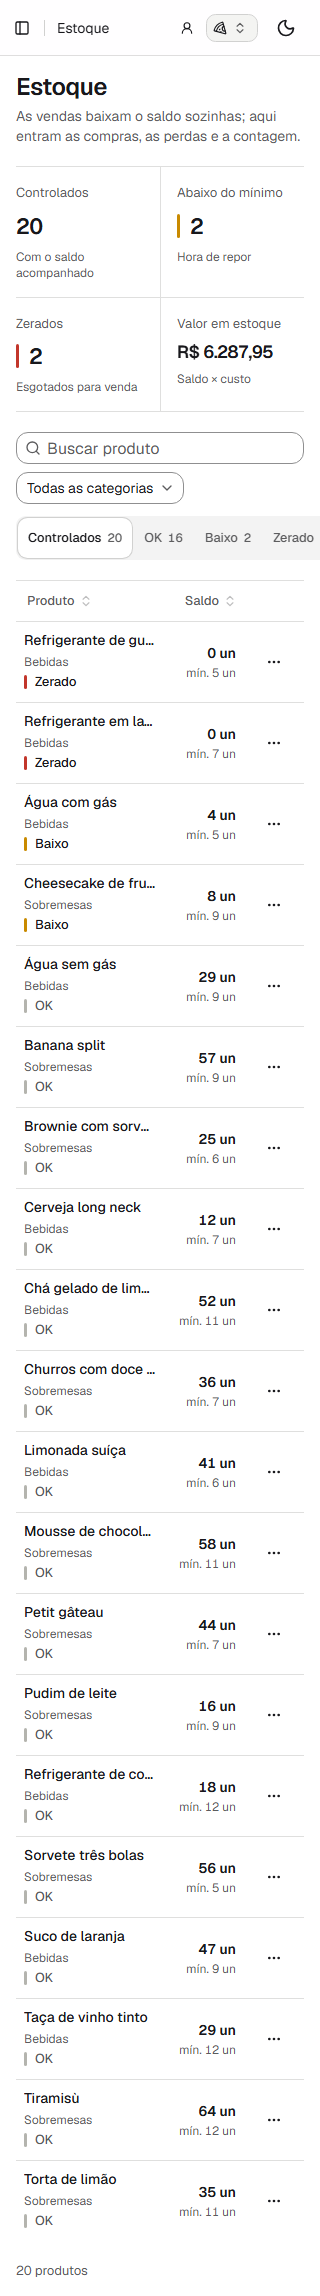 Estoque
Estoque
As vendas baixam o saldo sozinhas; aqui
entram as compras, as perdas e a contagem.
Controlados
20
Com o saldo
acompanhado
Abaixo do mínimo
2
Hora de repor
Zerados
2
Esgotados para venda
Valor em estoque
R$ 6.287,95
Saldo × custo
Buscar produto
Todas as categorias
Controlados 20 OK 16 Baixo 2 Zerado
Produto Saldo
Refrigerante de gu...
Bebidas
Zerado
0 un
mín. 5 un
Refrigerante em la...
Bebidas
Zerado
0 un
mín. 7 un
Água com gás
Bebidas
Baixo
4 un
mín. 5 un
Cheesecake de fru...
Sobremesas
Baixo
8 un
mín. 9 un
Água sem gás
Bebidas
OK
29 un
mín. 9 un
Banana split
Sobremesas
OK
57 un
mín. 9 un
Brownie com sorv...
Sobremesas
OK
25 un
mín. 6 un
Cerveja long neck
Bebidas
OK
12 un
mín. 7 un
Chá gelado de lim...
Bebidas
OK
52 un
mín. 11 un
Churros com doce ...
Sobremesas
OK
36 un
mín. 7 un
Limonada suíça
Bebidas
OK
41 un
mín. 6 un
Mousse de chocol...
Sobremesas
OK
58 un
mín. 11 un
Petit gâteau
Sobremesas
OK
44 un
mín. 7 un
Pudim de leite
Sobremesas
OK
16 un
mín. 9 un
Refrigerante de co...
Bebidas
OK
18 un
mín. 12 un
Sorvete três bolas
Sobremesas
OK
56 un
mín. 5 un
Suco de laranja
Bebidas
OK
47 un
mín. 9 un
Taça de vinho tinto
Bebidas
OK
29 un
mín. 12 un
Tiramisù
Sobremesas
OK
64 un
mín. 12 un
Torta de limão
Sobremesas
OK
35 un
mín. 11 un
20 produtos